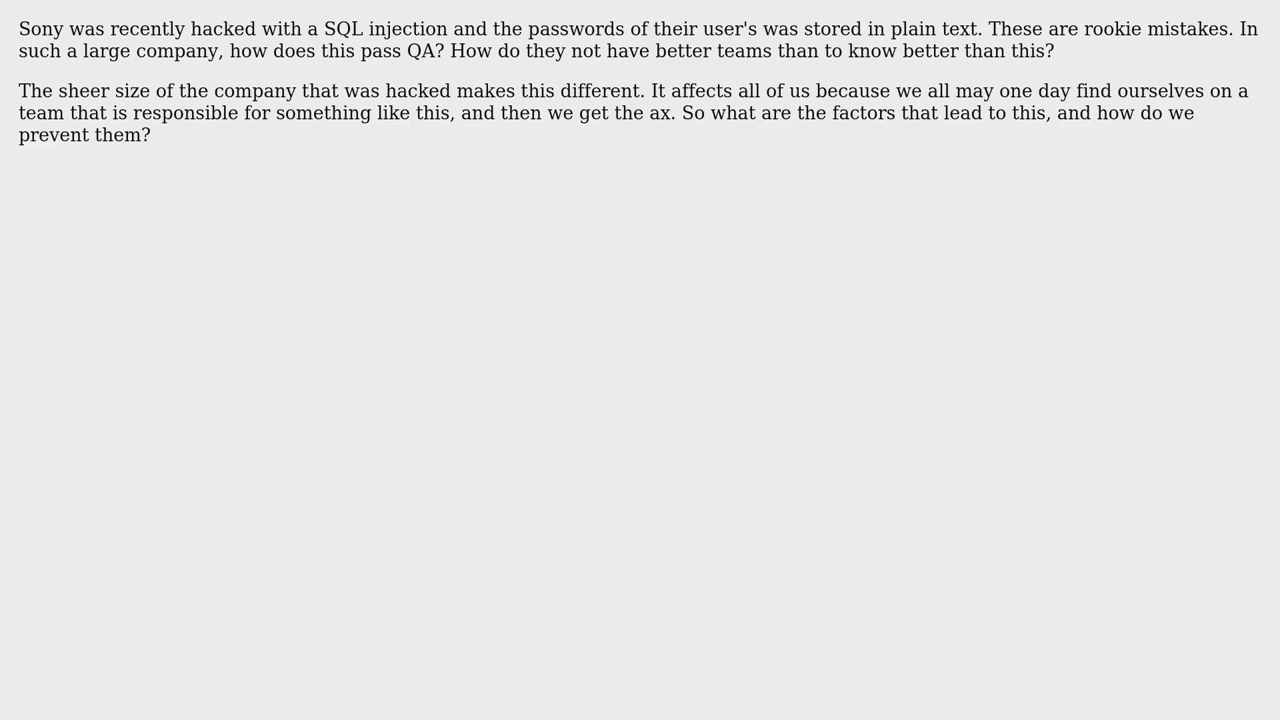 Sony was recently hacked with a SQL injection and the passwords of their user's was stored in plain text. These are rookie mistakes. In
such a large company, how does this pass QA? How do they not have better teams than to know better than this?
The sheer size of the company that was hacked makes this different. It affects all of us because we all may one day find ourselves on a
team that is responsible for something like this, and then we get the ax. So what are the factors that lead to this, and how do we
prevent them?